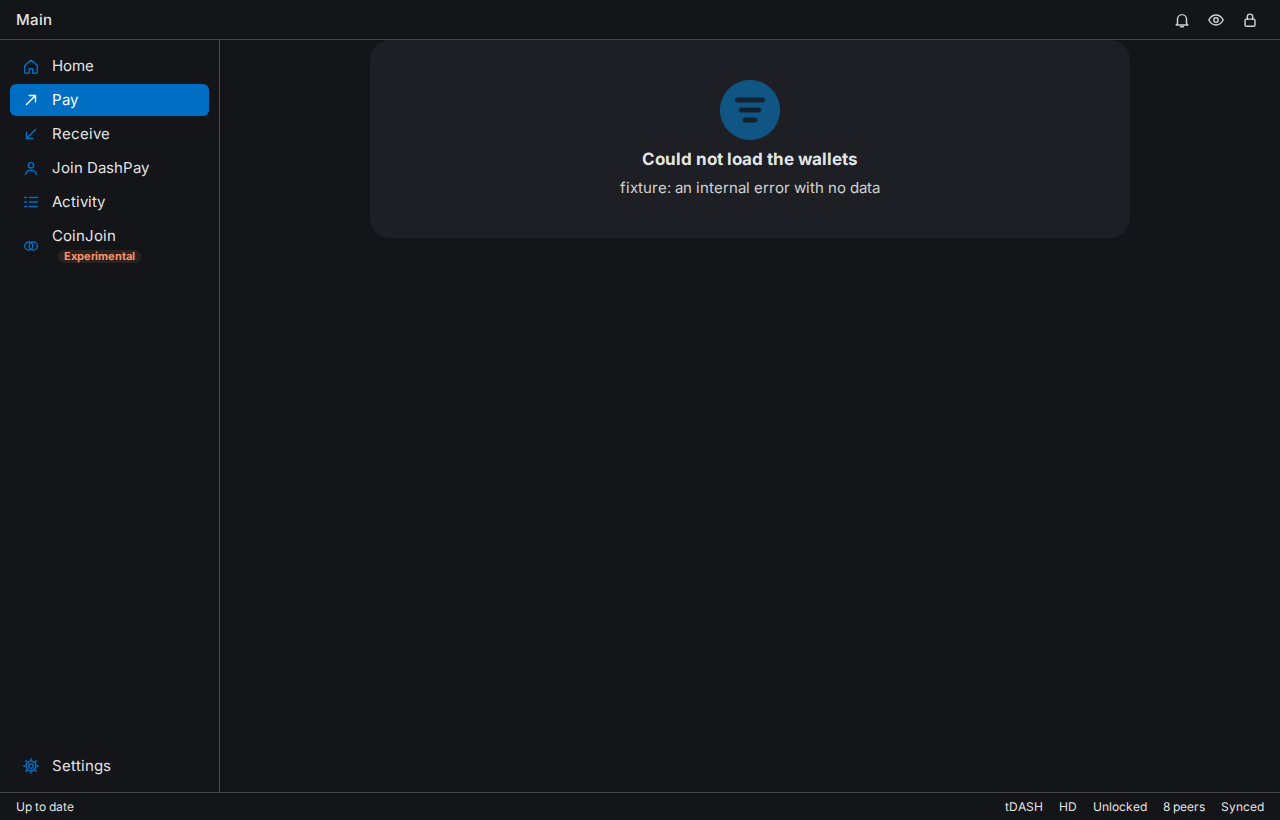 Main
Home
Pay
Receive
Join DashPay
Activity
CoinJoin
Experimental
Settings
Could not load the wallets
fixture: an internal error with no data
Up to date
tDASH HD Unlocked 8 peers Synced